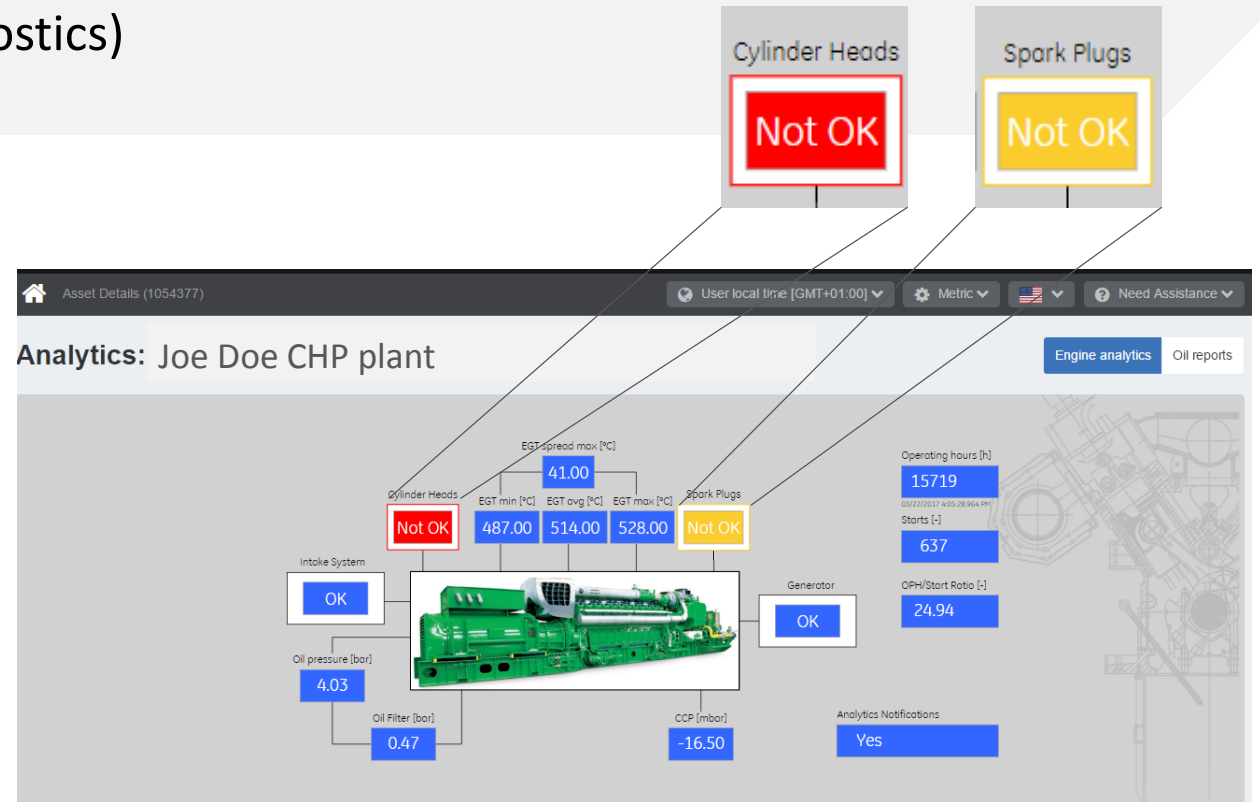 ostics)
Cylinder Heads
Spark Plugs
Not OK
Not OK
Asset Details (1054377)
User local time [GMT+01:00]
Metric
Need Assistance
Analytics: Joe Doe CHP plant
Engine analytics
Oil reports
EGT spread max [°C]
41.00
Cylinder Heads
EGT min [°C]
EGT avg [°C]
EGT max [°C]
Spark Plugs
Not OK
487.00
514.00
528.00
Not OK
Operating hours [h]
15719
03/22/2017 4:05:28.964 PM
Starts [-]
637
OPH/Start Ratio [-]
24.94
Intake System
OK
Generator
OK
Oil pressure [bar]
4.03
Oil Filter [bar]
0.47
CCP [mbar]
-16.50
Analytics Notifications
Yes